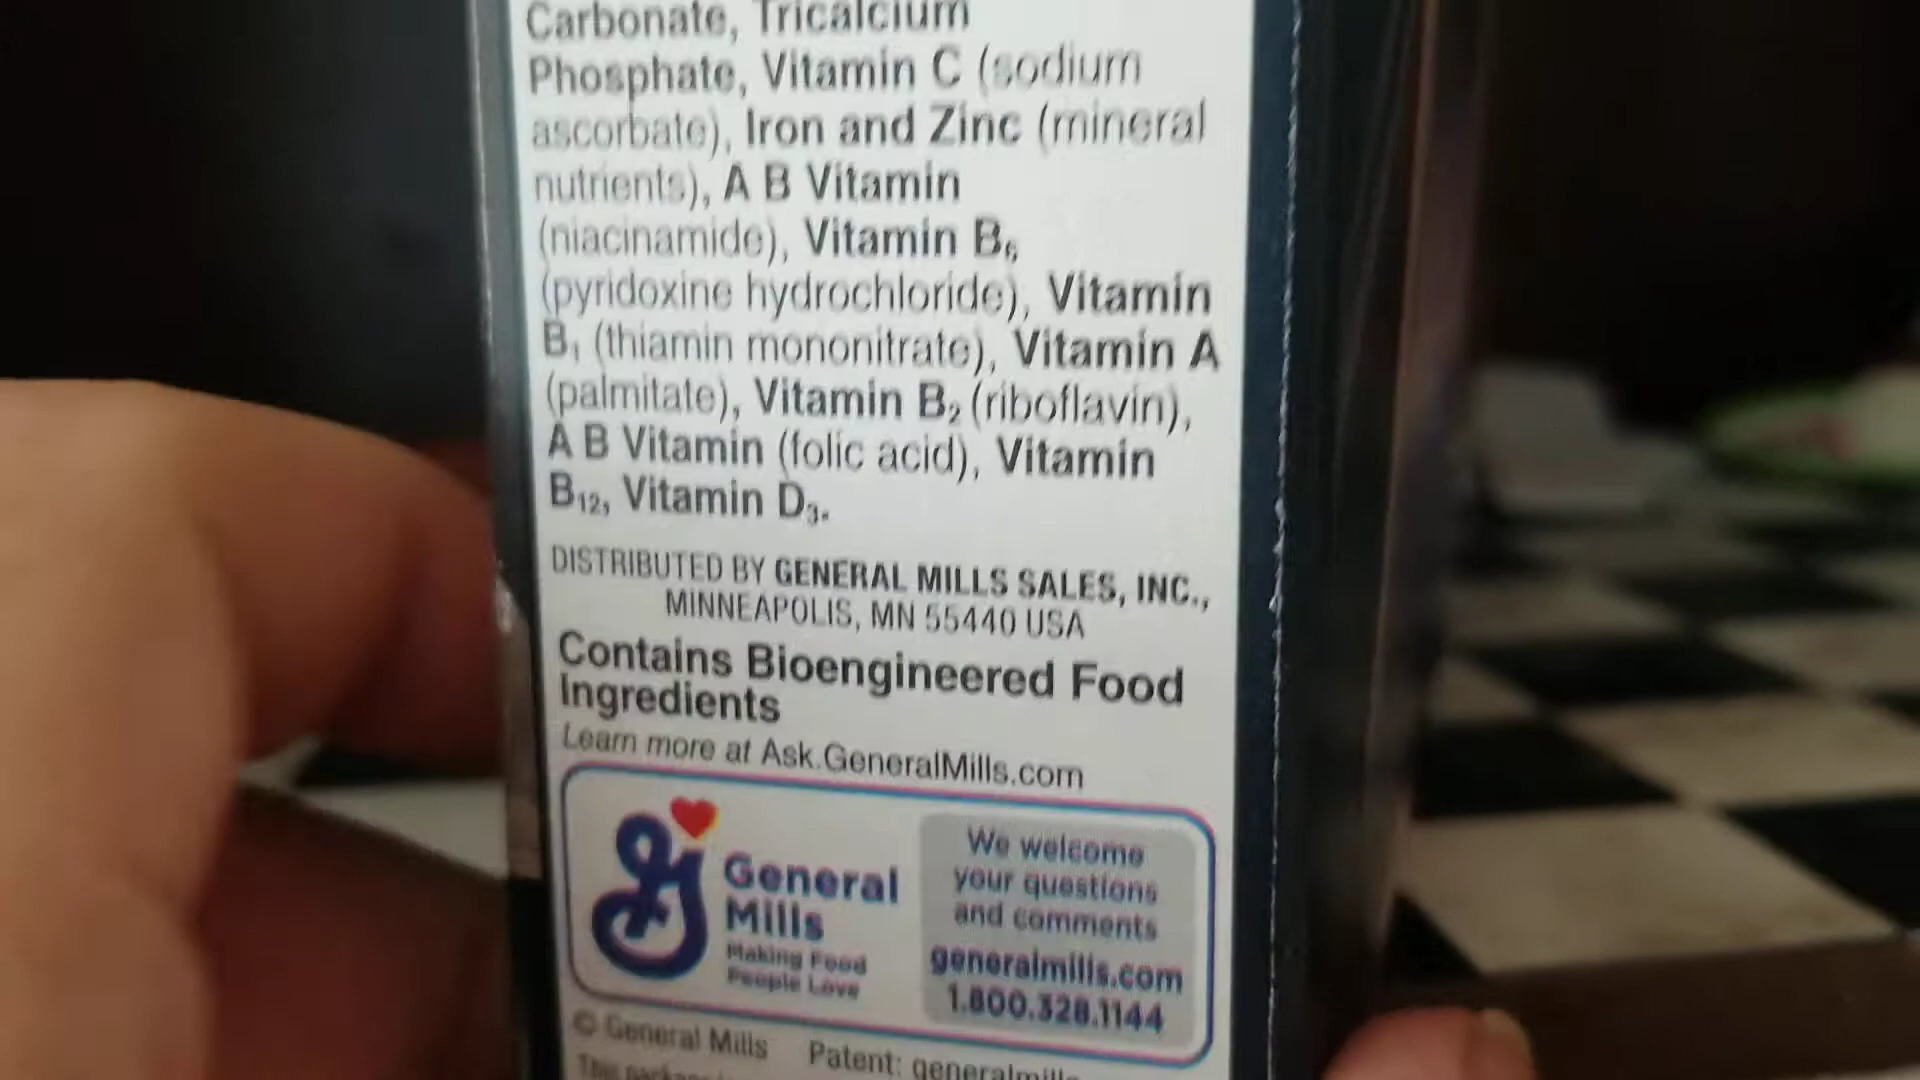 Carbonate, Tricalcium
Phosphate, Vitamin C (sodium
ascorbate), Iron and Zinc (mineral
nutrients), A B Vitamin
(niacinamide), Vitamin B₆
(pyridoxine hydrochloride), Vitamin
B₁ (thiamin mononitrate), Vitamin A
(palmitate), Vitamin B₂ (riboflavin),
A B Vitamin (folic acid), Vitamin
B₁₂, Vitamin D₃.
DISTRIBUTED BY GENERAL MILLS SALES, INC.,
MINNEAPOLIS, MN 55440 USA
Contains Bioengineered Food
Ingredients
Learn more at Ask.GeneralMills.com
G
General
Mills
Making Food
People Love
We welcome
your questions
and comments
generalmills.com
1.800.328.1144
© General Mills Patent: generalmills
This package